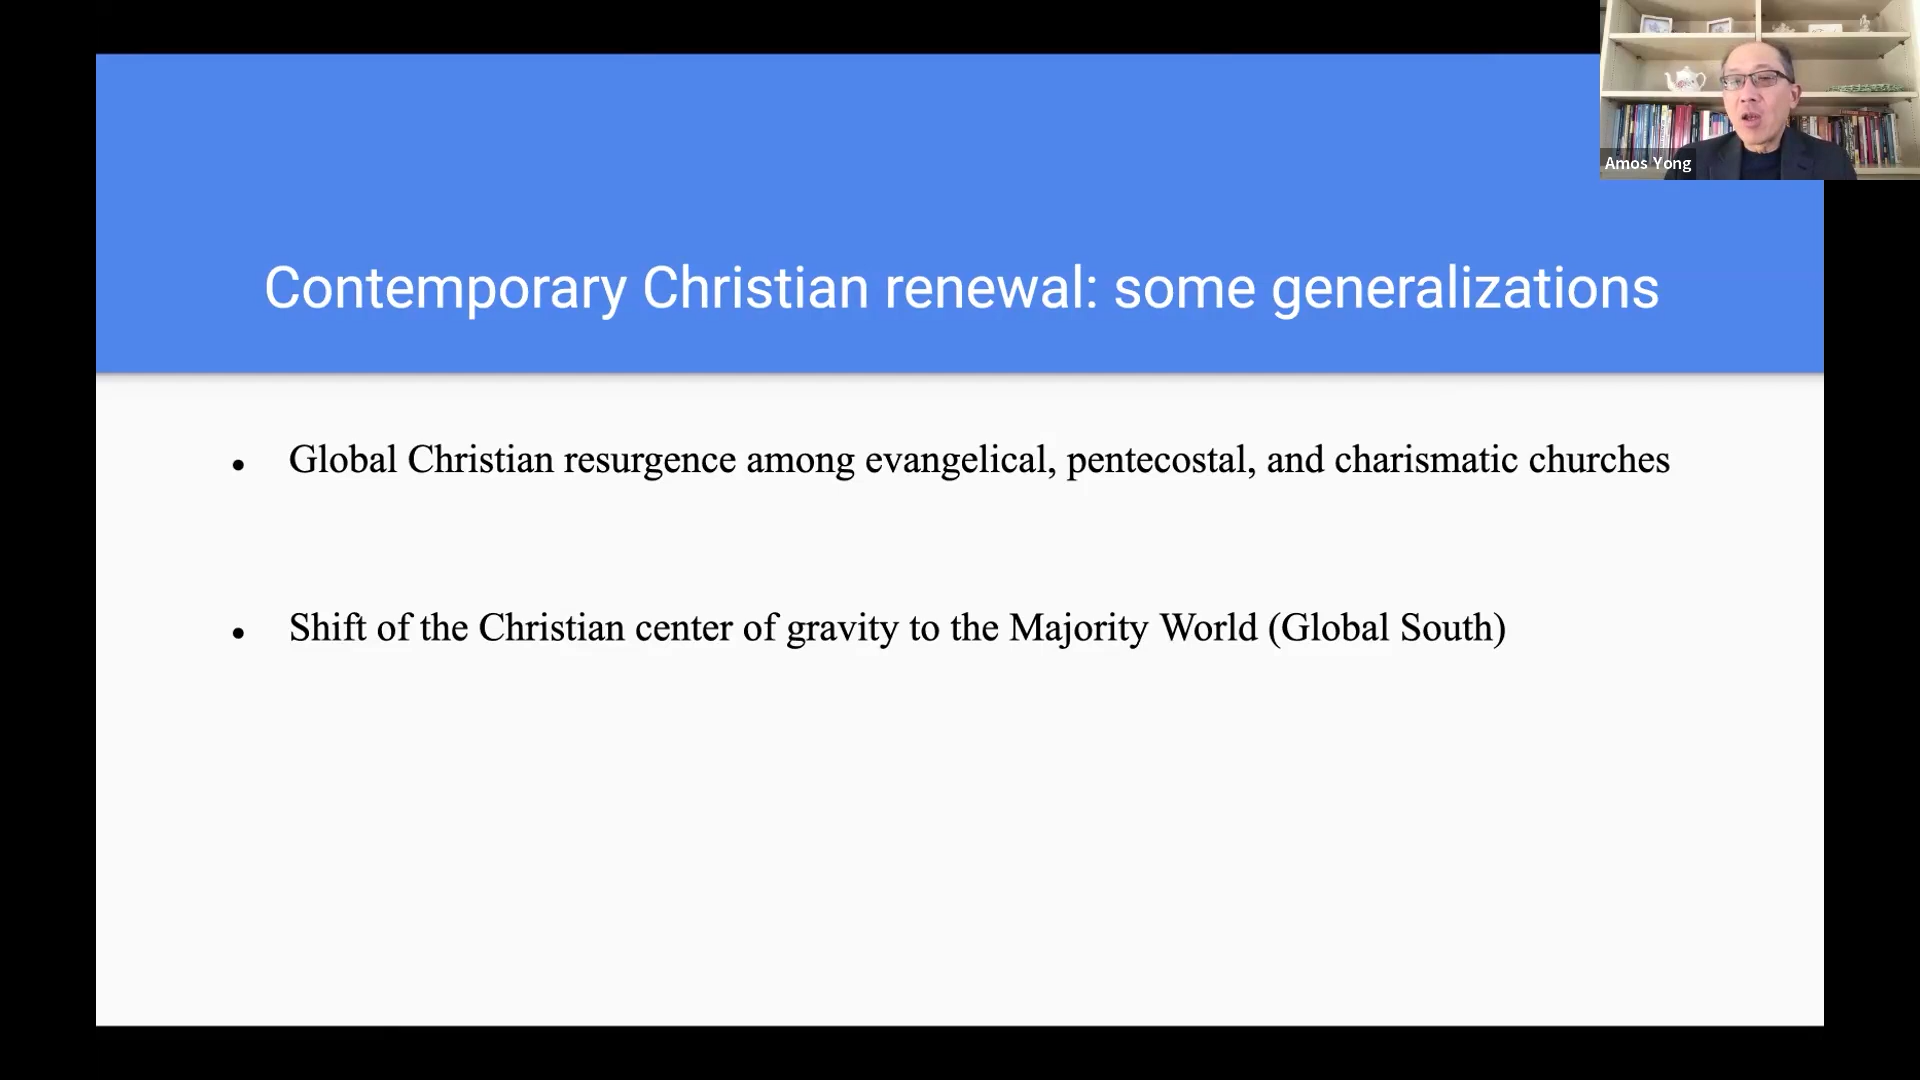 Amos Yong
Contemporary Christian renewal: some generalizations
• Global Christian resurgence among evangelical, pentecostal, and charismatic churches
• Shift of the Christian center of gravity to the Majority World (Global South)